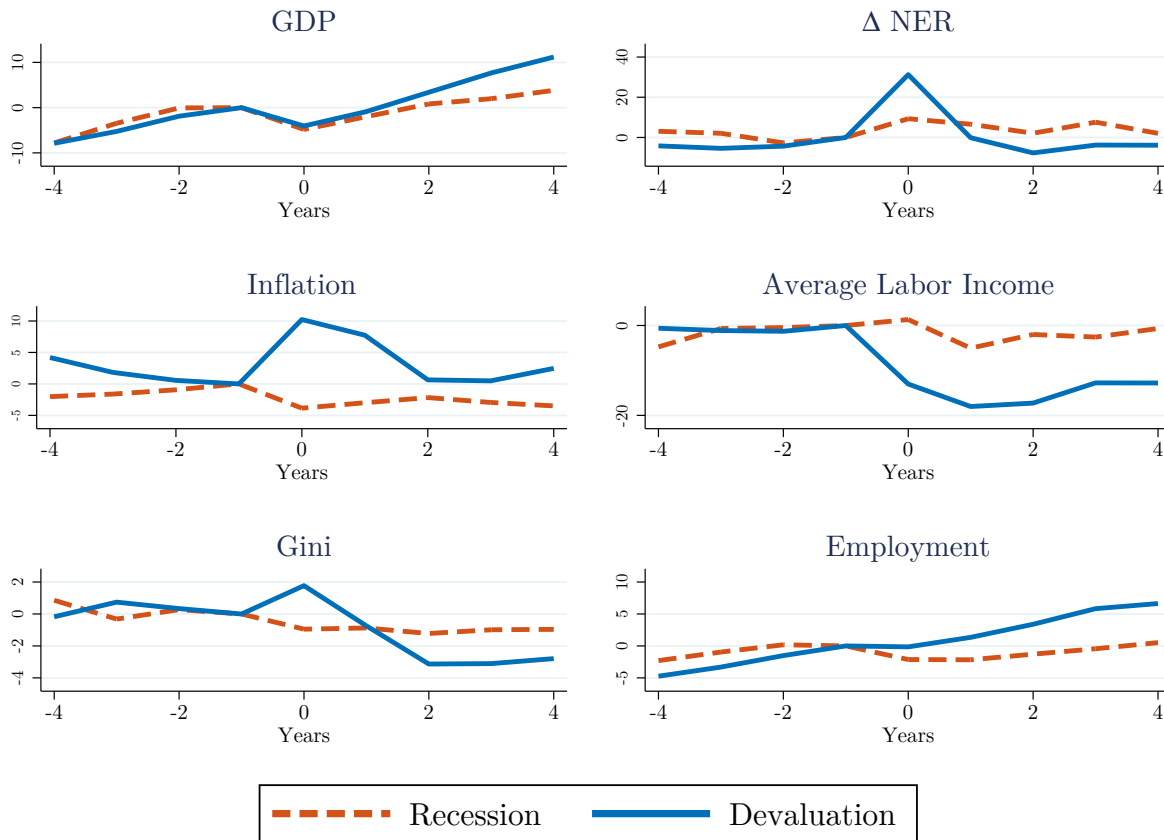 GDP
10
0
-10
-4 -2 0 2 4
Years
Δ NER
40
20
0
-4 -2 0 2 4
Years
Inflation
10
5
0
-5
-4 -2 0 2 4
Years
Average Labor Income
0
-20
-4 -2 0 2 4
Years
Gini
2
0
-2
-4
-4 -2 0 2 4
Years
Employment
10
5
0
-5
-4 -2 0 2 4
Years
Recession Devaluation